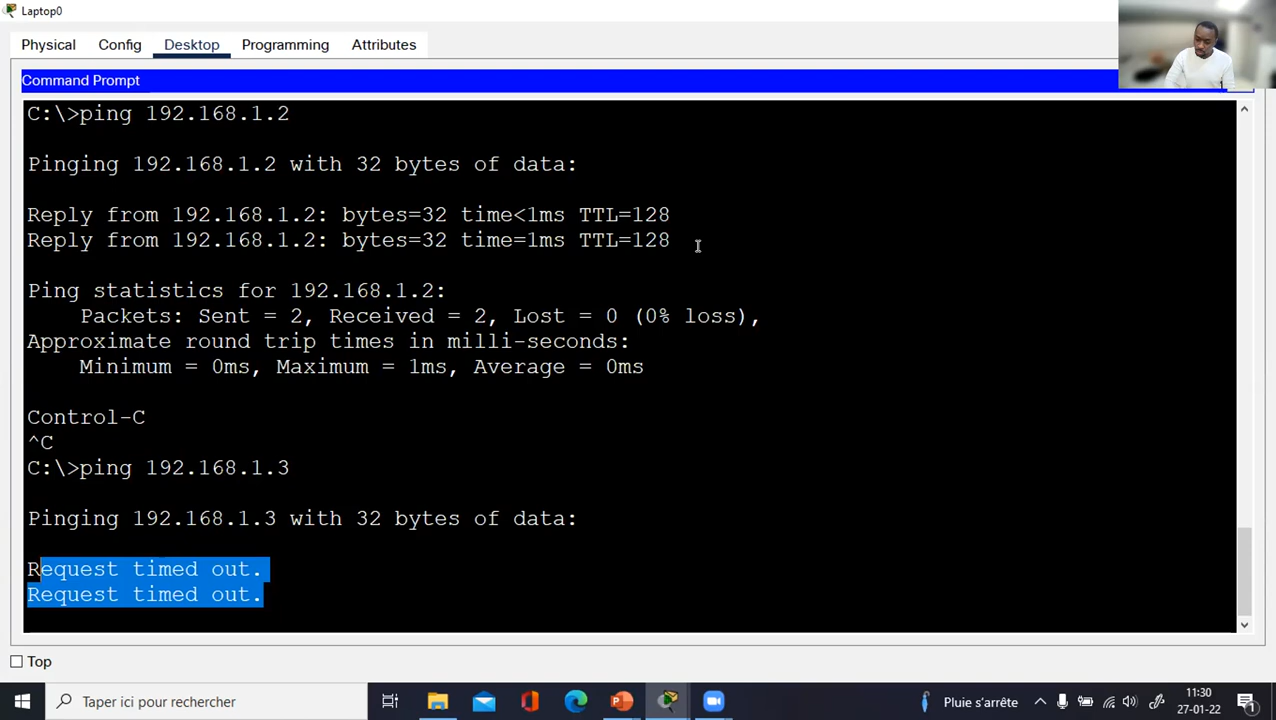 Laptop0
Physical Config Desktop Programming Attributes
Command Prompt
C:\>ping 192.168.1.2
Pinging 192.168.1.2 with 32 bytes of data:
Reply from 192.168.1.2: bytes=32 time<1ms TTL=128
Reply from 192.168.1.2: bytes=32 time=1ms TTL=128
Ping statistics for 192.168.1.2:
Packets: Sent = 2, Received = 2, Lost = 0 (0% loss),
Approximate round trip times in milli-seconds:
Minimum = 0ms, Maximum = 1ms, Average = 0ms
Control-C
^C
C:\>ping 192.168.1.3
Pinging 192.168.1.3 with 32 bytes of data:
Request timed out.
Request timed out.
Top
Taper ici pour rechercher
Pluie s'arrête
11:30
27-01-22
1